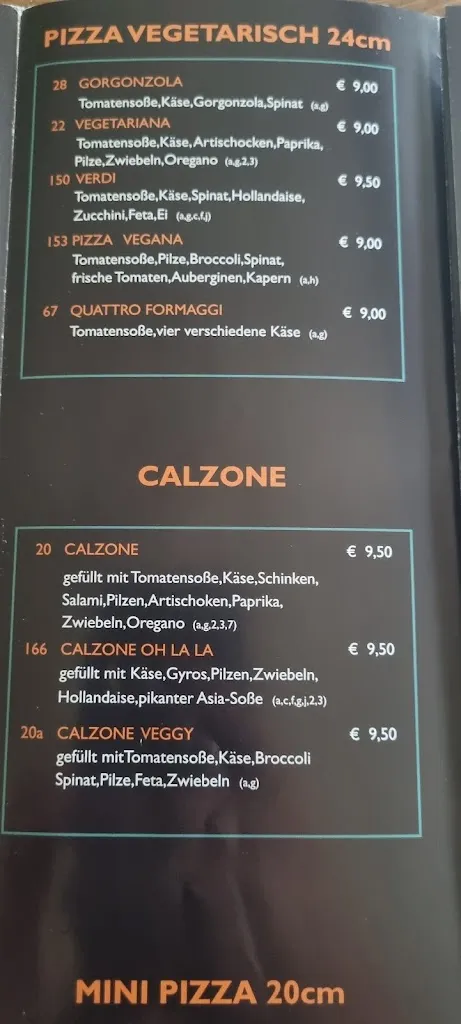 PIZZA VEGETARISCH 24cm
28 GORGONZOLA € 9,00
Tomatensoße,Käse,Gorgonzola,Spinat (a,g)
22 VEGETARIANA € 9,00
Tomatensoße,Käse,Artischocken,Paprika,
Pilze,Zwiebeln,Oregano (a,g,2,3)
150 VERDI € 9,50
Tomatensoße,Käse,Spinat,Hollandaise,
Zucchini,Feta,Ei (a,g,c,f,j)
153 PIZZA VEGANA € 9,00
Tomatensoße,Pilze,Broccoli,Spinat,
frische Tomaten,Auberginen,Kapern (a,h)
67 QUATTRO FORMAGGI € 9,00
Tomatensoße,vier verschiedene Käse (a,g)
CALZONE
20 CALZONE € 9,50
gefüllt mit Tomatensoße,Käse,Schinken,
Salami,Pilzen,Artischoken,Paprika,
Zwiebeln,Oregano (a,g,2,3,7)
166 CALZONE OH LA LA € 9,50
gefüllt mit Käse,Gyros,Pilzen,Zwiebeln,
Hollandaise,pikanter Asia-Soße (a,c,f,g,j,2,3)
20a CALZONE VEGGY € 9,50
gefüllt mitTomatensoße,Käse,Broccoli
Spinat,Pilze,Feta,Zwiebeln (a,g)
MINI PIZZA 20cm